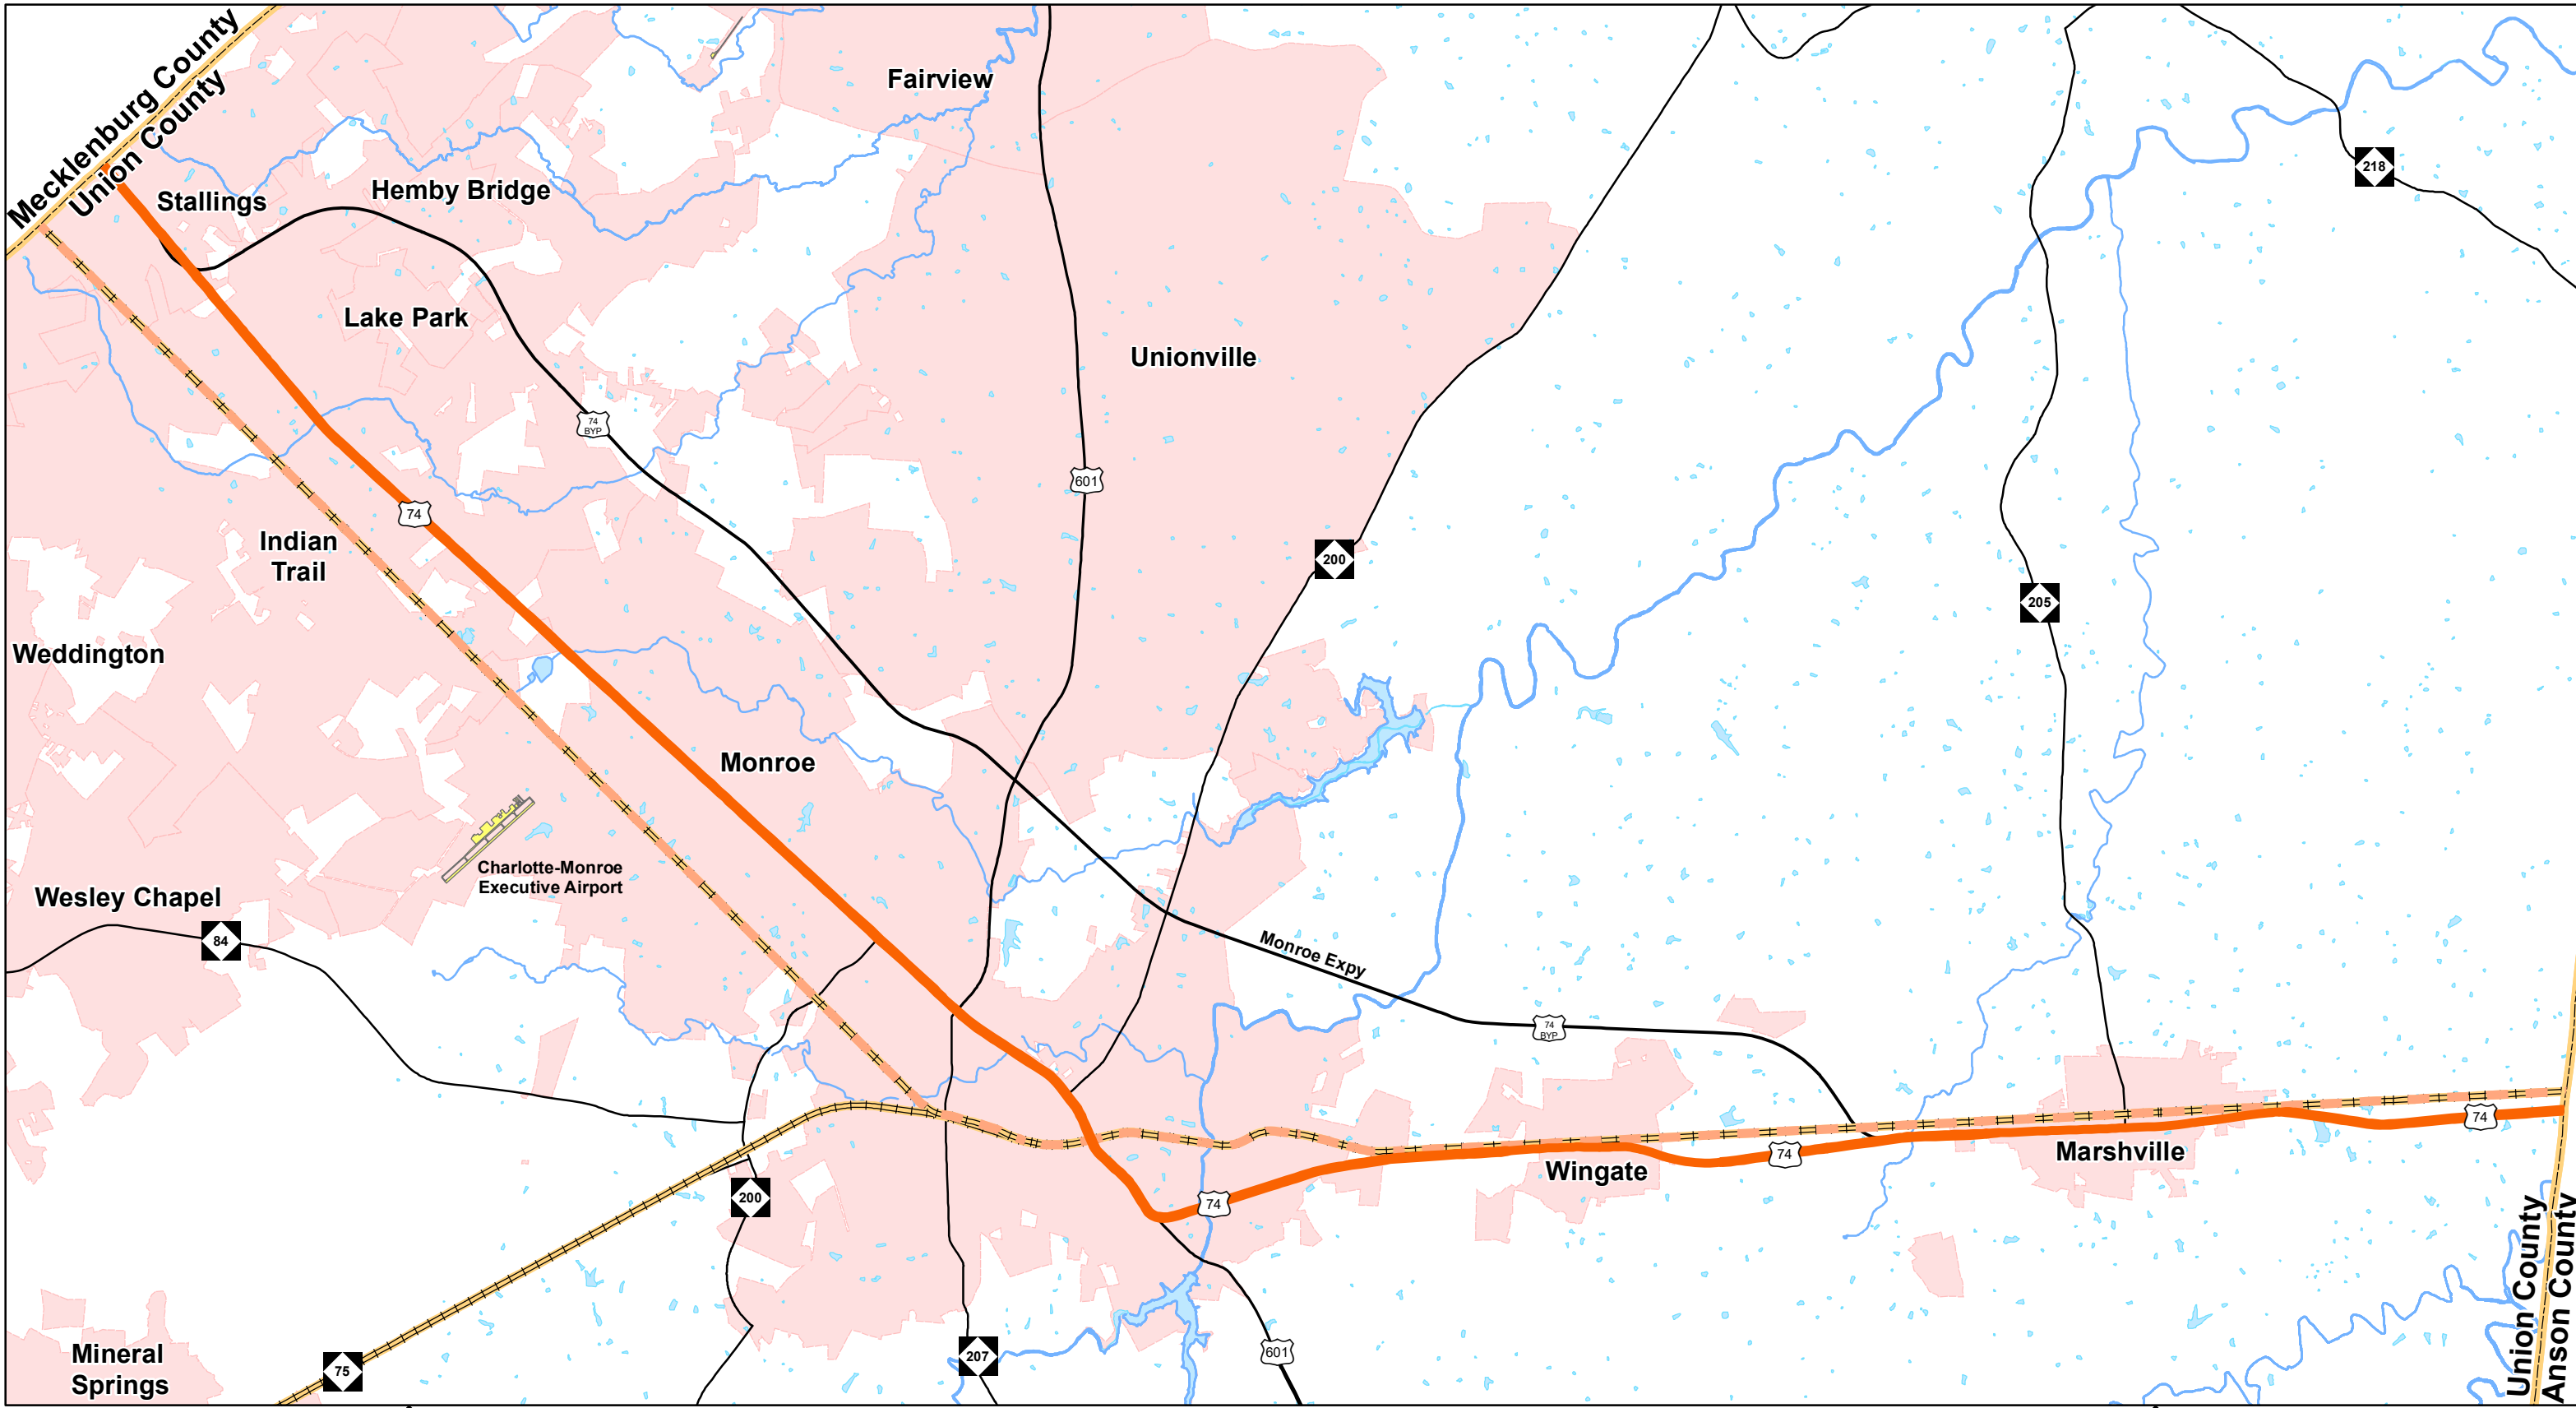 Mecklenburg County
Union County
Fairview
218
Hemby Bridge
Stallings
Lake Park
Unionville
74
BYP
601
74
Indian
Trail
200
205
Weddington
Monroe
Charlotte-Monroe
Executive Airport
Wesley Chapel
84
Monroe Expy
74
BYP
74
74
Marshville
Wingate
200
74
Union County
Anson County
Mineral
Springs
75
207
601